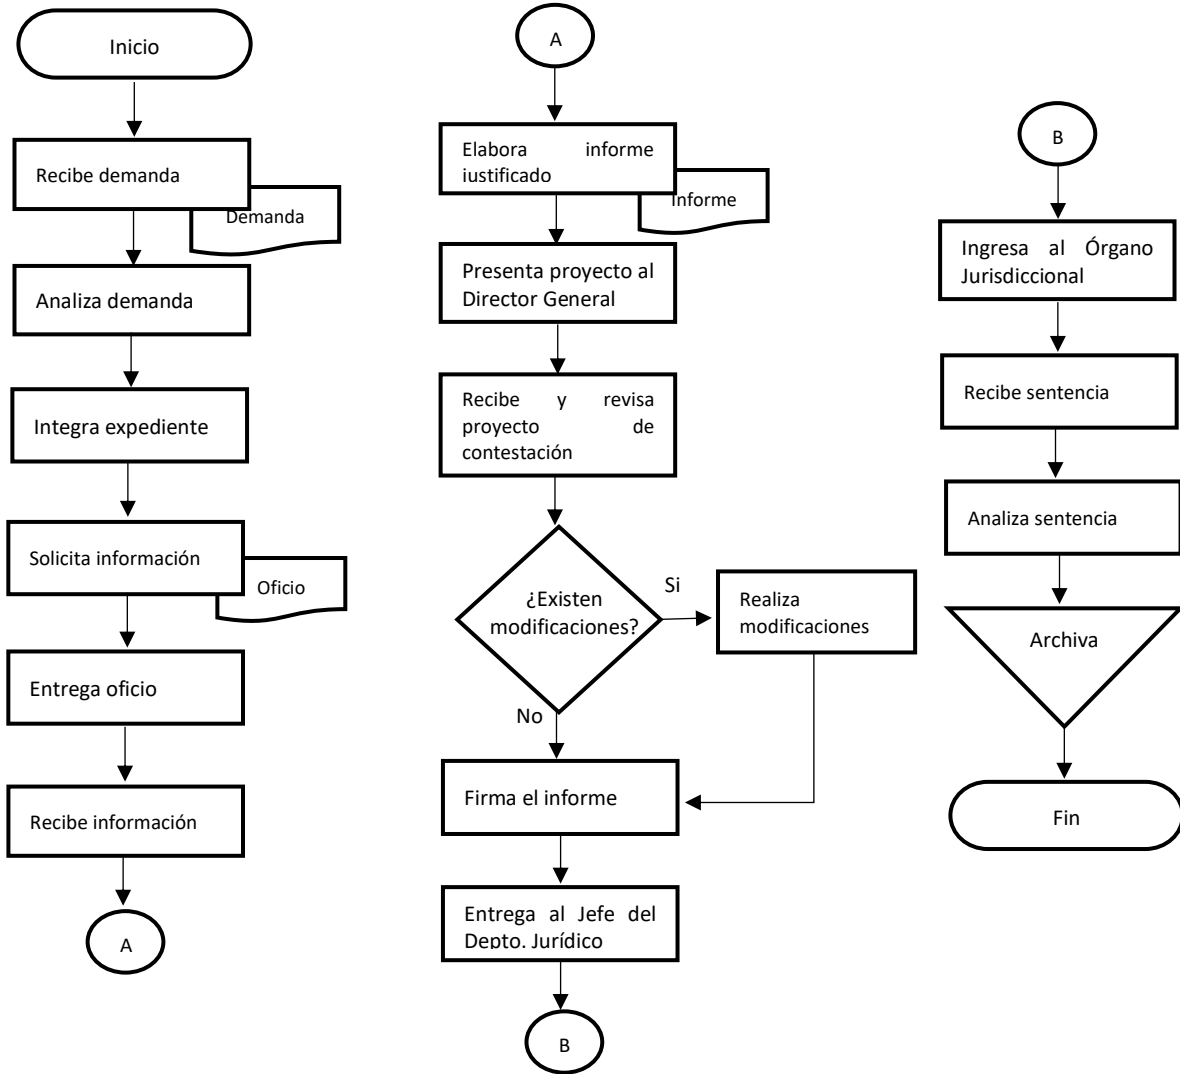 Inicio
Recibe demanda
Demanda
Analiza demanda
Integra expediente
Solicita información
Oficio
Entrega oficio
Recibe información
A
A
Elabora informe
justificado
Informe
Presenta proyecto al
Director General
Recibe y revisa
proyecto de
contestación
¿Existen
modificaciones?
Si
Realiza
modificaciones
No
Firma el informe
Entrega al Jefe del
Depto. Jurídico
B
B
Ingresa al Órgano
Jurisdiccional
Recibe sentencia
Analiza sentencia
Archiva
Fin